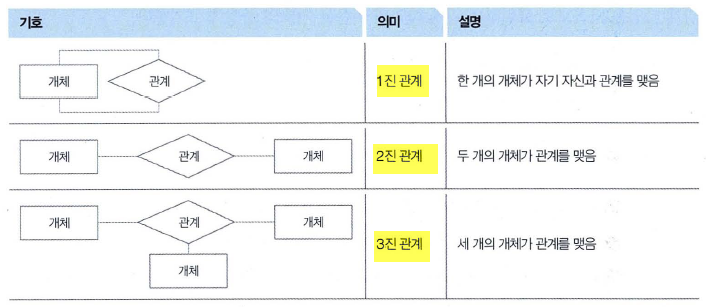 기호 의미 설명
개체 관계 1진 관계 한 개의 개체가 자기 자신과 관계를 맺음
개체 관계 개체 2진 관계 두 개의 개체가 관계를 맺음
개체 관계 개체
3진 관계 세 개의 개체가 관계를 맺음
개체